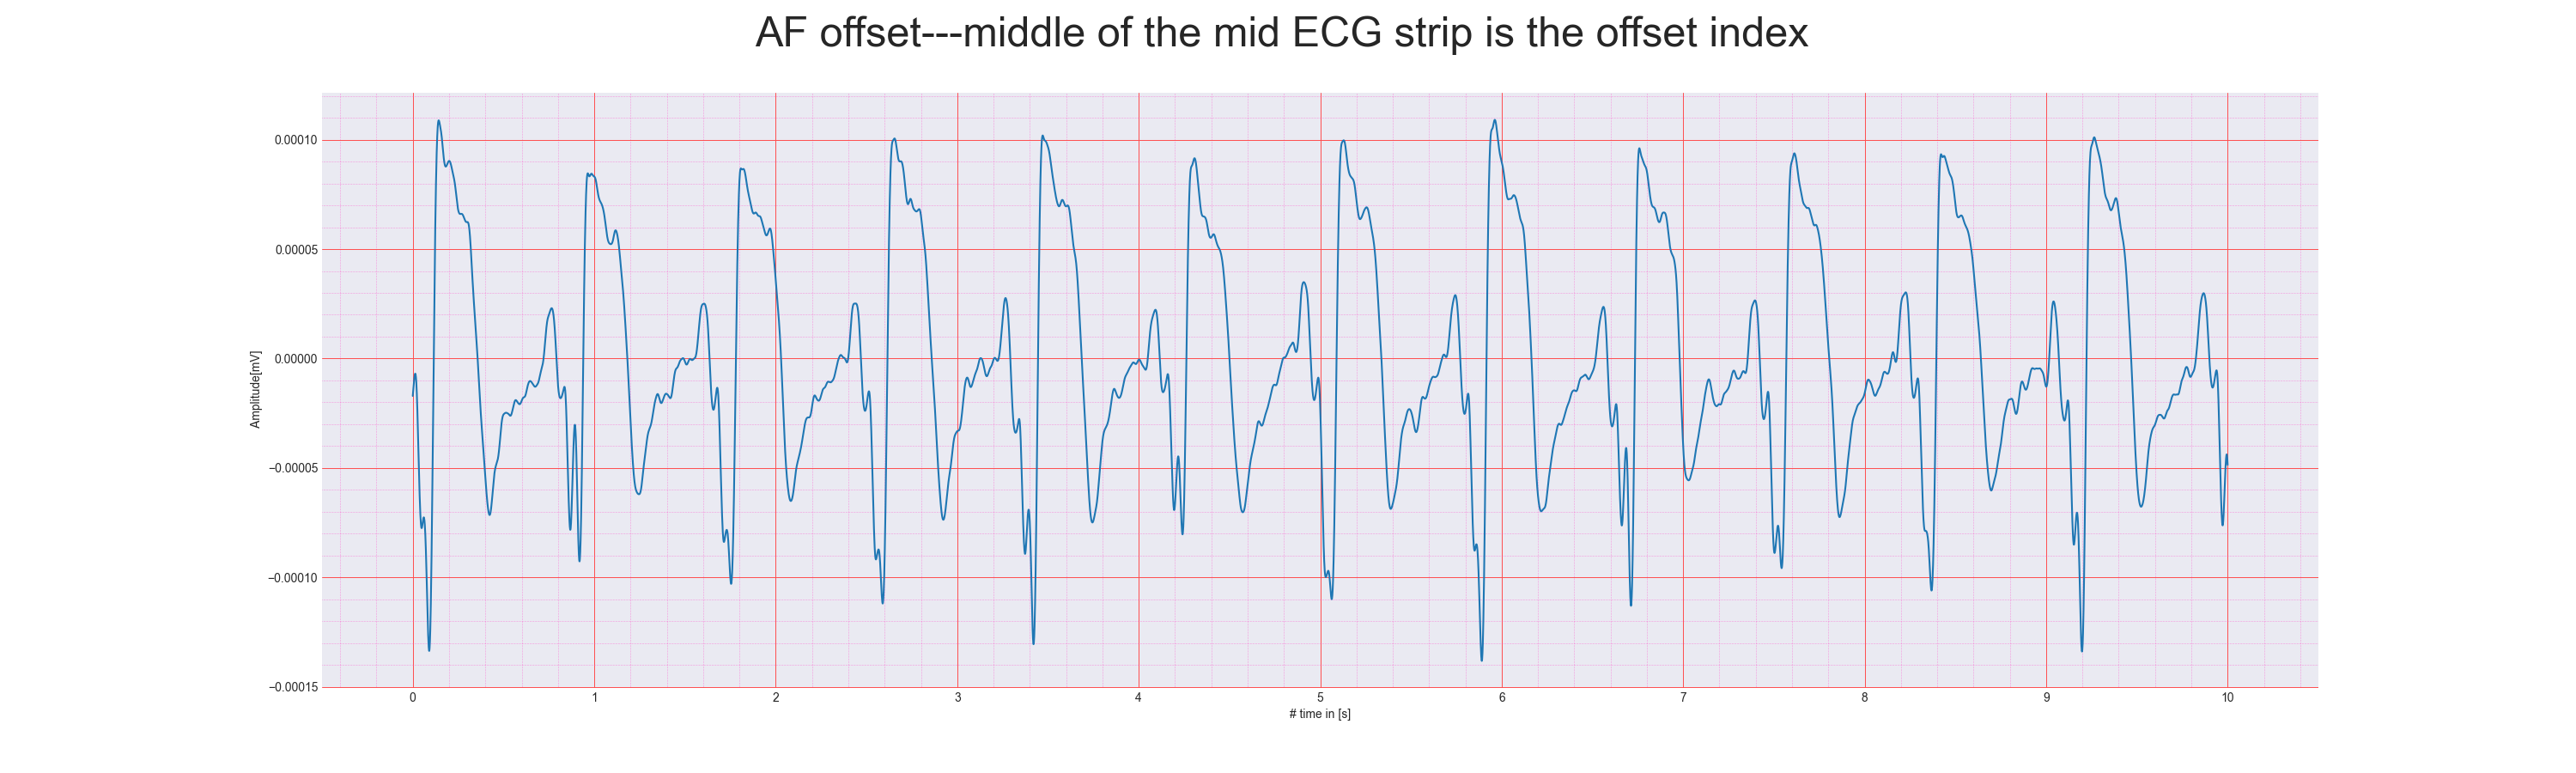 AF offset---middle of the mid ECG strip is the offset index
Amplitude[mV]
0.00010
0.00005
0.00000
−0.00005
−0.00010
−0.00015
0 1 2 3 4 5 6 7 8 9 10
# time in [s]